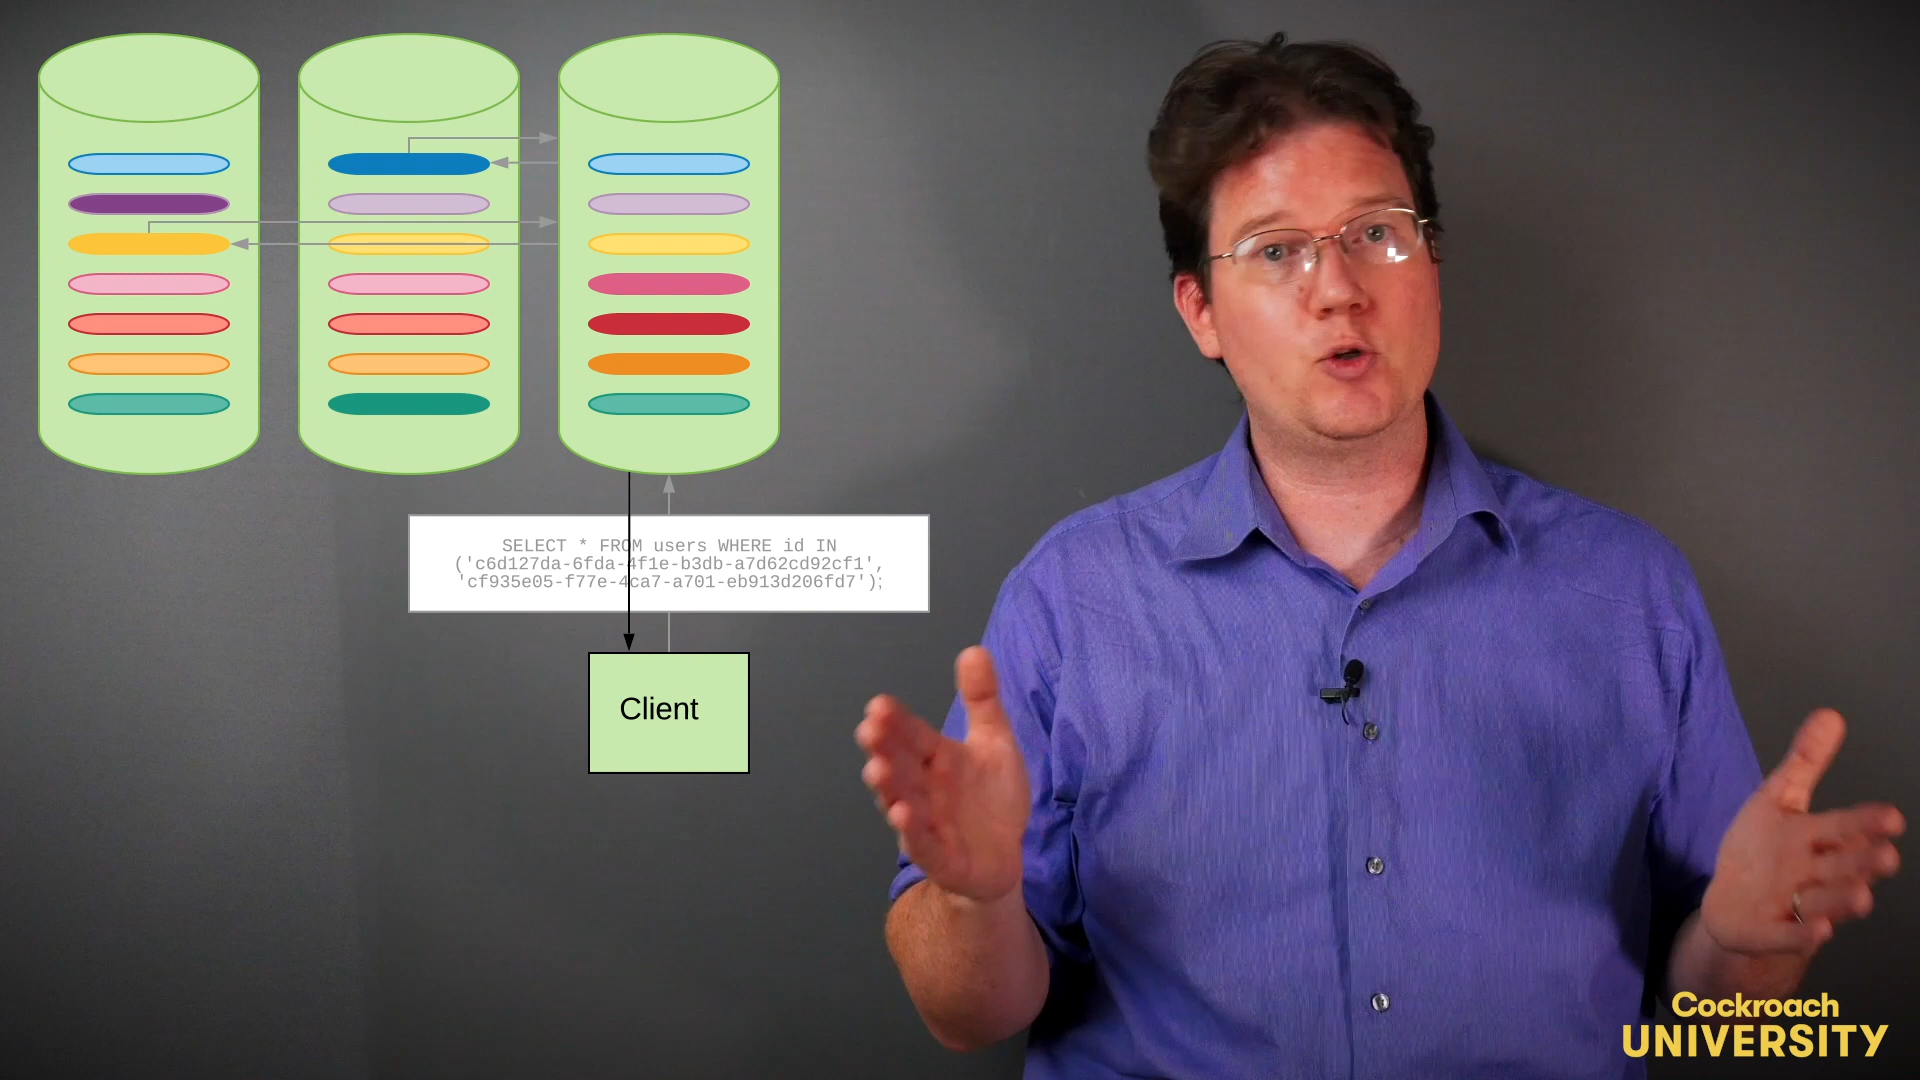 SELECT * FROM users WHERE id IN
('c6d127da-6fda-4f1e-b3db-a7d62cd92cf1',
'cf935e05-f77e-4ca7-a701-eb913d206fd7');
Client
Cockroach
UNIVERSITY